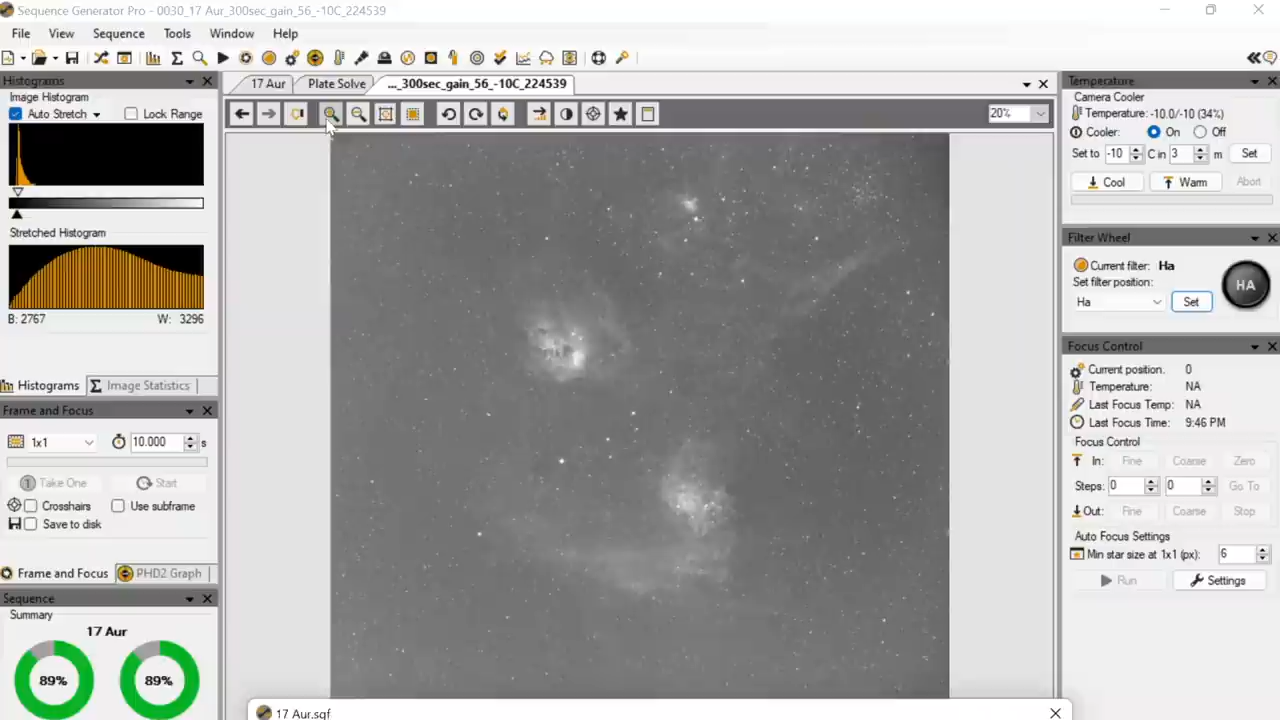 Sequence Generator Pro - 0030_17 Aur_300sec_gain_56_-10C_224539
File View Sequence Tools Window Help
Histograms
Image Histogram
Auto Stretch Lock Range
Stretched Histogram
B: 2767 W: 3296
Histograms Image Statistics
Frame and Focus
1x1 10.000 s
Take One Start
Crosshairs Use subframe
Save to disk
Frame and Focus PHD2 Graph
Sequence
Summary
17 Aur
89% 89%
17 Aur Plate Solve ..._300sec_gain_56_-10C_224539
20%
17 Aur.sgf
Temperature
Camera Cooler
Temperature: -10.0/-10 (34%)
Cooler: On Off
Set to -10 C in 3 m Set
Cool Warm Abort
Filter Wheel
Current filter: Ha
Set filter position:
Ha Set
HA
Focus Control
Current position: 0
Temperature: NA
Last Focus Temp: NA
Last Focus Time: 9:46 PM
Focus Control
In: Fine Coarse Zero
Steps: 0 0 Go To
Out: Fine Coarse Stop
Auto Focus Settings
Min star size at 1x1 (px): 6
Run Settings